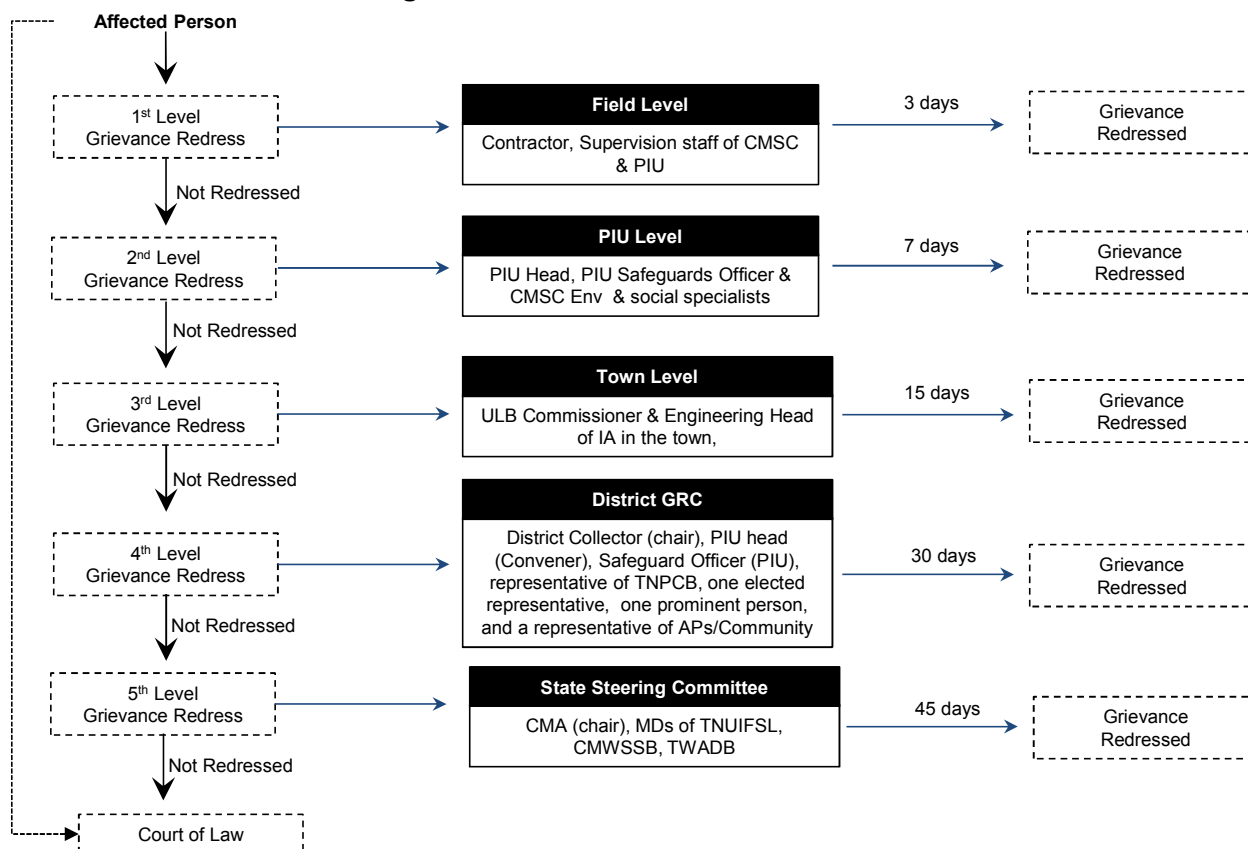 Affected Person
1st Level
Grievance Redress
Field Level
Contractor, Supervision staff of CMSC
& PIU
3 days
Grievance
Redressed
Not Redressed
2nd Level
Grievance Redress
PIU Level
PIU Head, PIU Safeguards Officer &
CMSC Env & social specialists
7 days
Grievance
Redressed
Not Redressed
3rd Level
Grievance Redress
Town Level
ULB Commissioner & Engineering Head
of IA in the town,
15 days
Grievance
Redressed
Not Redressed
4th Level
Grievance Redress
District GRC
District Collector (chair), PIU head
(Convener), Safeguard Officer (PIU),
representative of TNPCB, one elected
representative, one prominent person,
and a representative of APs/Community
30 days
Grievance
Redressed
Not Redressed
5th Level
Grievance Redress
State Steering Committee
CMA (chair), MDs of TNUIFSL,
CMWSSB, TWADB
45 days
Grievance
Redressed
Not Redressed
Court of Law